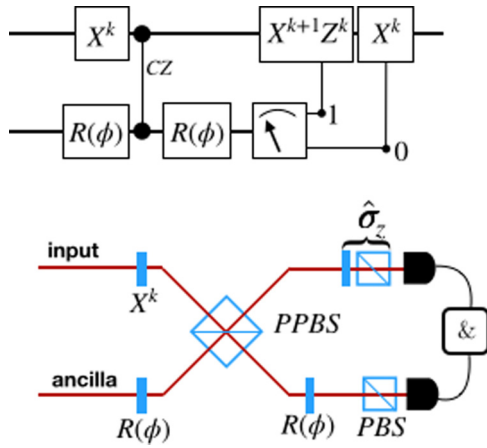 X^k CZ X^{k+1}Z^k X^k
R(ϕ) R(ϕ) 1
0
σ̂_z
input
X^k PPBS &
ancilla
R(ϕ) R(ϕ) PBS